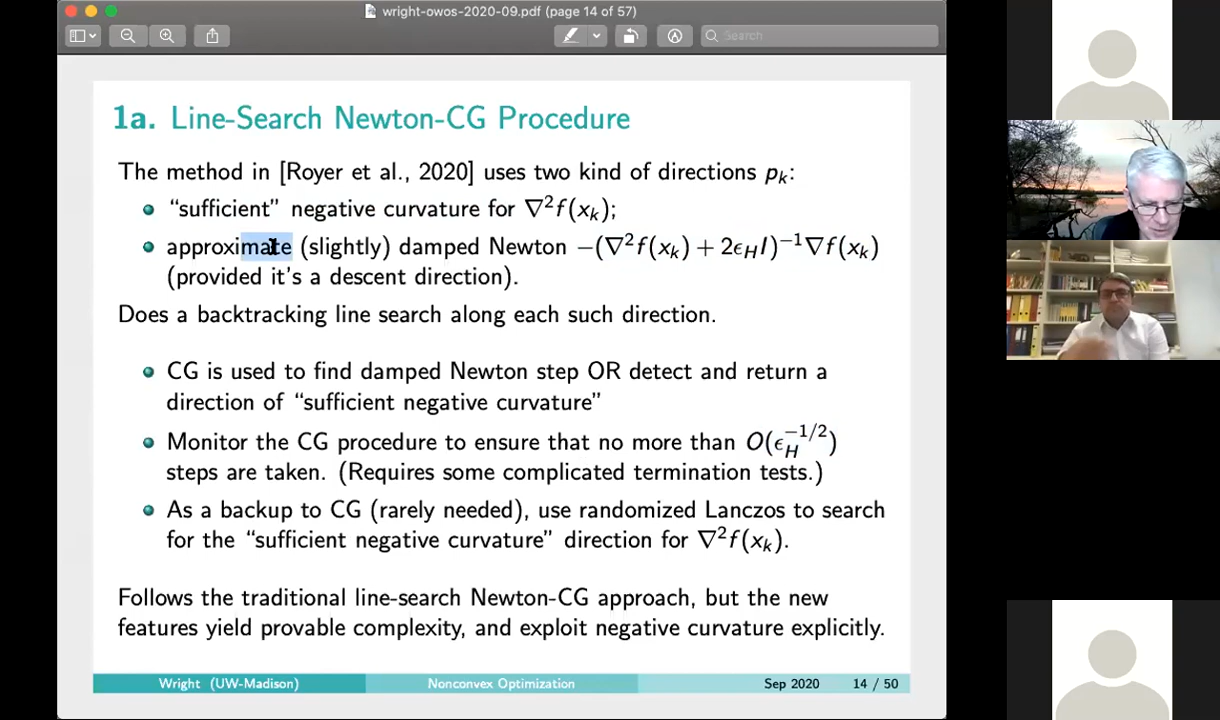 wright-owos-2020-09.pdf (page 14 of 57)
Search
1a. Line-Search Newton-CG Procedure
The method in [Royer et al., 2020] uses two kind of directions pₖ:
“sufficient” negative curvature for ∇²f(xₖ);
approximate (slightly) damped Newton −(∇²f(xₖ) + 2ϵ_H I)⁻¹∇f(xₖ)
(provided it's a descent direction).
Does a backtracking line search along each such direction.
CG is used to find damped Newton step OR detect and return a
direction of “sufficient negative curvature”
Monitor the CG procedure to ensure that no more than O(ϵ_H^{−1/2})
steps are taken. (Requires some complicated termination tests.)
As a backup to CG (rarely needed), use randomized Lanczos to search
for the “sufficient negative curvature” direction for ∇²f(xₖ).
Follows the traditional line-search Newton-CG approach, but the new
features yield provable complexity, and exploit negative curvature explicitly.
Wright (UW-Madison) Nonconvex Optimization Sep 2020 14 / 50